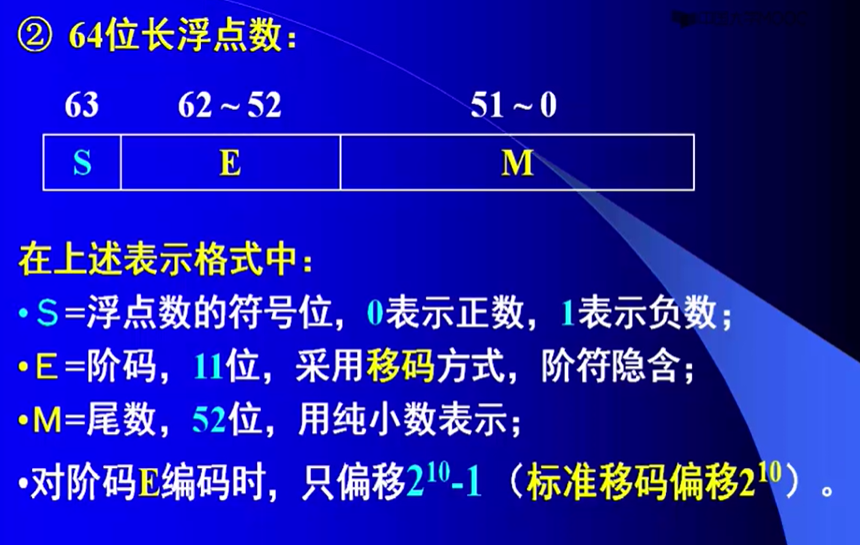 ② 64位长浮点数：
63 62 ~ 52 51 ~ 0
S E M
在上述表示格式中：
•S=浮点数的符号位，0表示正数，1表示负数；
•E=阶码，11位，采用移码方式，阶符隐含；
•M=尾数，52位，用纯小数表示；
•对阶码E编码时，只偏移2¹⁰-1（标准移码偏移2¹⁰）。